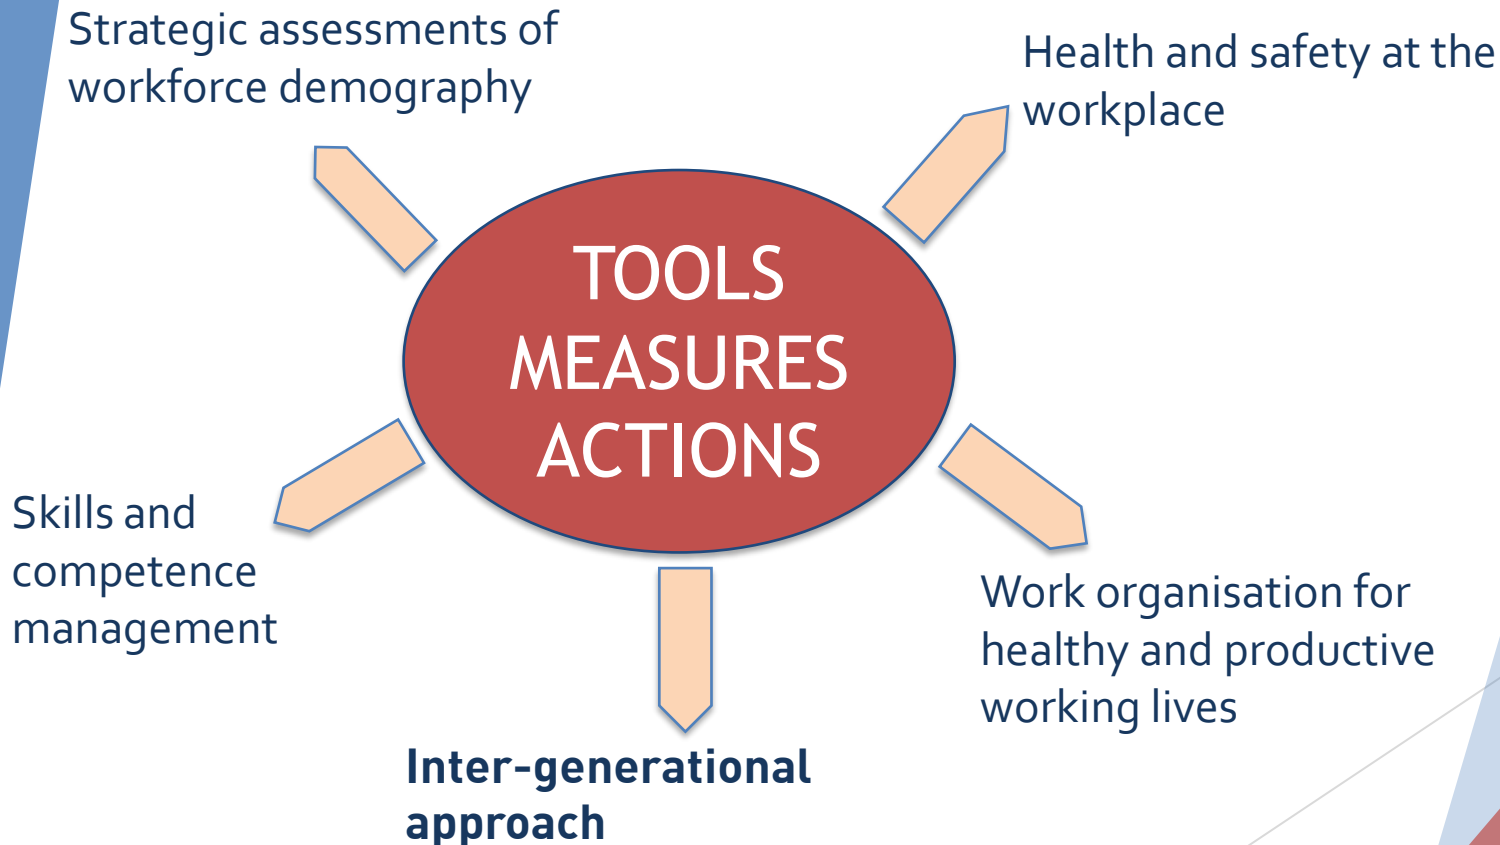 Strategic assessments of
workforce demography
Health and safety at the
workplace
TOOLS
MEASURES
ACTIONS
Skills and
competence
management
Work organisation for
healthy and productive
working lives
Inter-generational
approach